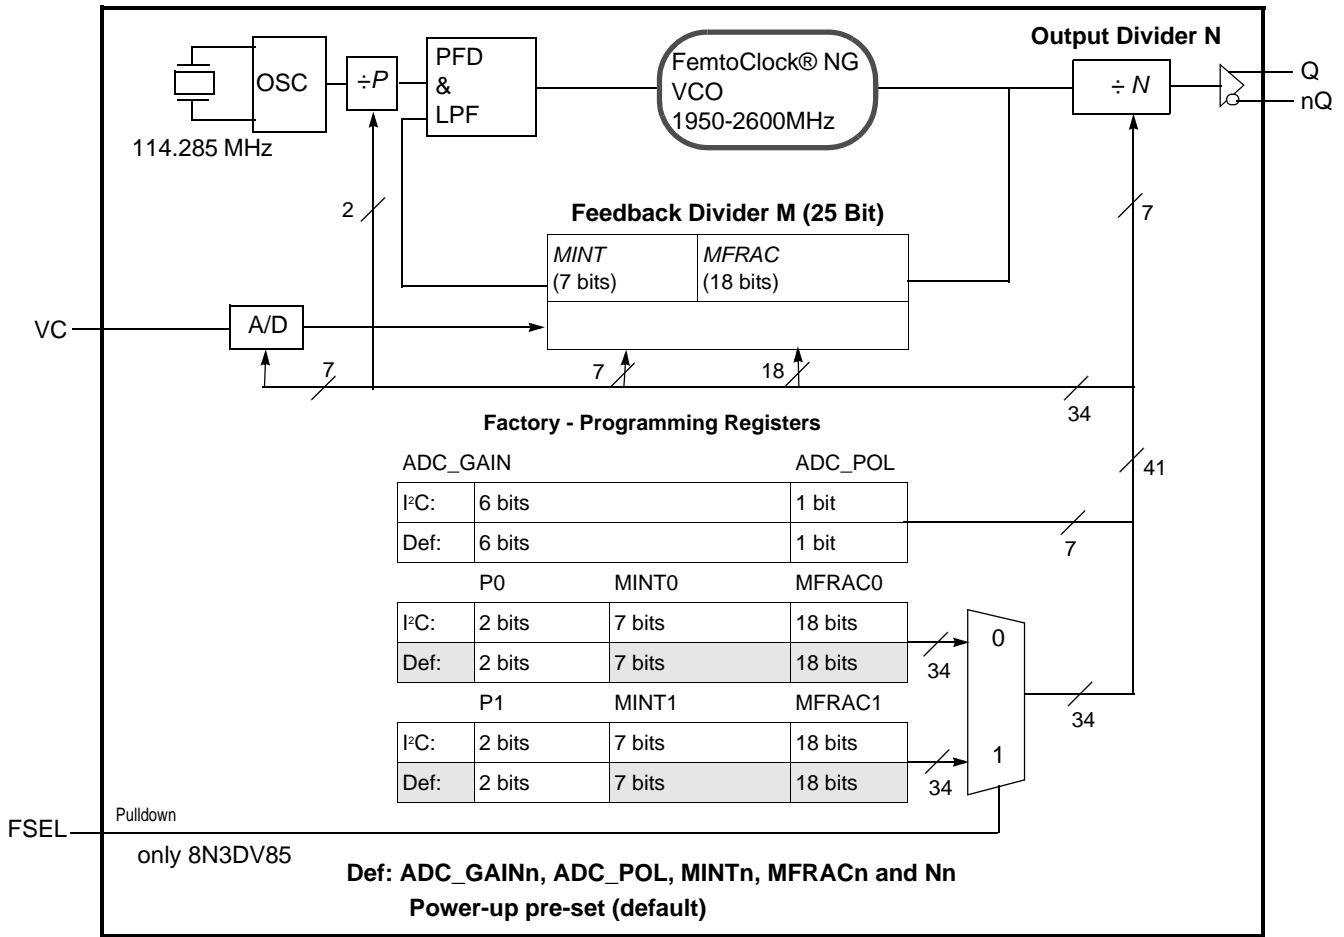 Output Divider N
OSC
÷P
PFD
&
LPF
FemtoClock® NG
VCO
1950-2600MHz
÷ N
Q
nQ
114.285 MHz
2
7
Feedback Divider M (25 Bit)
MINT
(7 bits)
MFRAC
(18 bits)
VC
A/D
7
7
18
34
Factory - Programming Registers
41
ADC_GAIN ADC_POL
I²C: 6 bits 1 bit
Def: 6 bits 1 bit
7
P0 MINT0 MFRAC0
I²C: 2 bits 7 bits 18 bits
Def: 2 bits 7 bits 18 bits
34
0
P1 MINT1 MFRAC1
34
I²C: 2 bits 7 bits 18 bits
Def: 2 bits 7 bits 18 bits
34
1
Pulldown
FSEL
only 8N3DV85
Def: ADC_GAINn, ADC_POL, MINTn, MFRACn and Nn
Power-up pre-set (default)